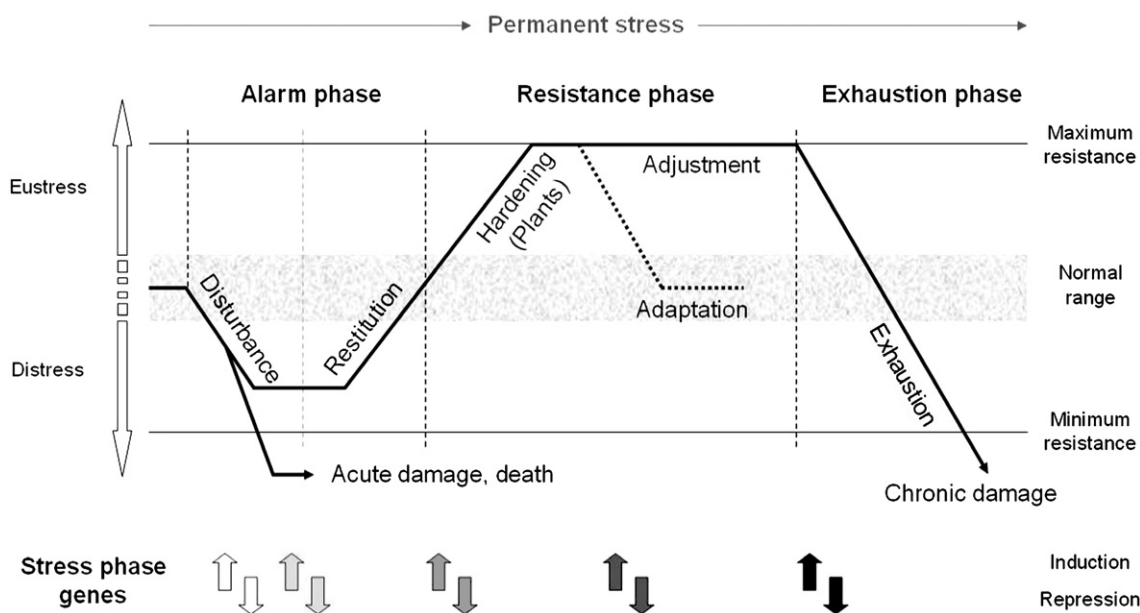 Permanent stress
Alarm phase
Resistance phase
Exhaustion phase
Maximum
resistance
Eustress
Hardening
(Plants)
Adjustment
Normal
range
Disturbance
Restitution
Adaptation
Distress
Exhaustion
Minimum
resistance
Acute damage, death
Chronic damage
Stress phase
genes
Induction
Repression